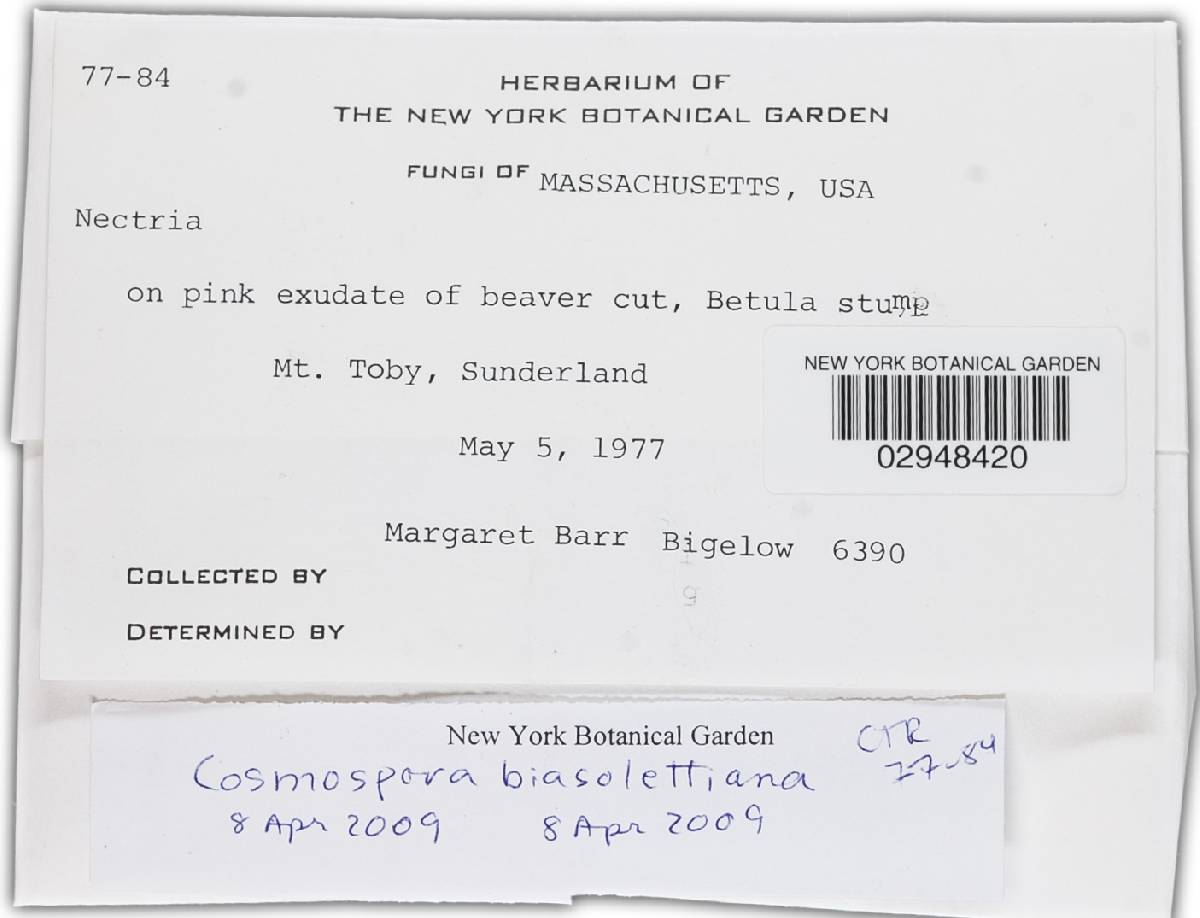 77-84
HERBARIUM OF
THE NEW YORK BOTANICAL GARDEN
FUNGI OF MASSACHUSETTS, USA
Nectria
on pink exudate of beaver cut, Betula stump
Mt. Toby, Sunderland
NEW YORK BOTANICAL GARDEN
02948420
May 5, 1977
Margaret Barr Bigelow 6390
COLLECTED BY
DETERMINED BY
New York Botanical Garden
CTR
77-84
Cosmospora biasolettiana
8 Apr 2009 8 Apr 2009